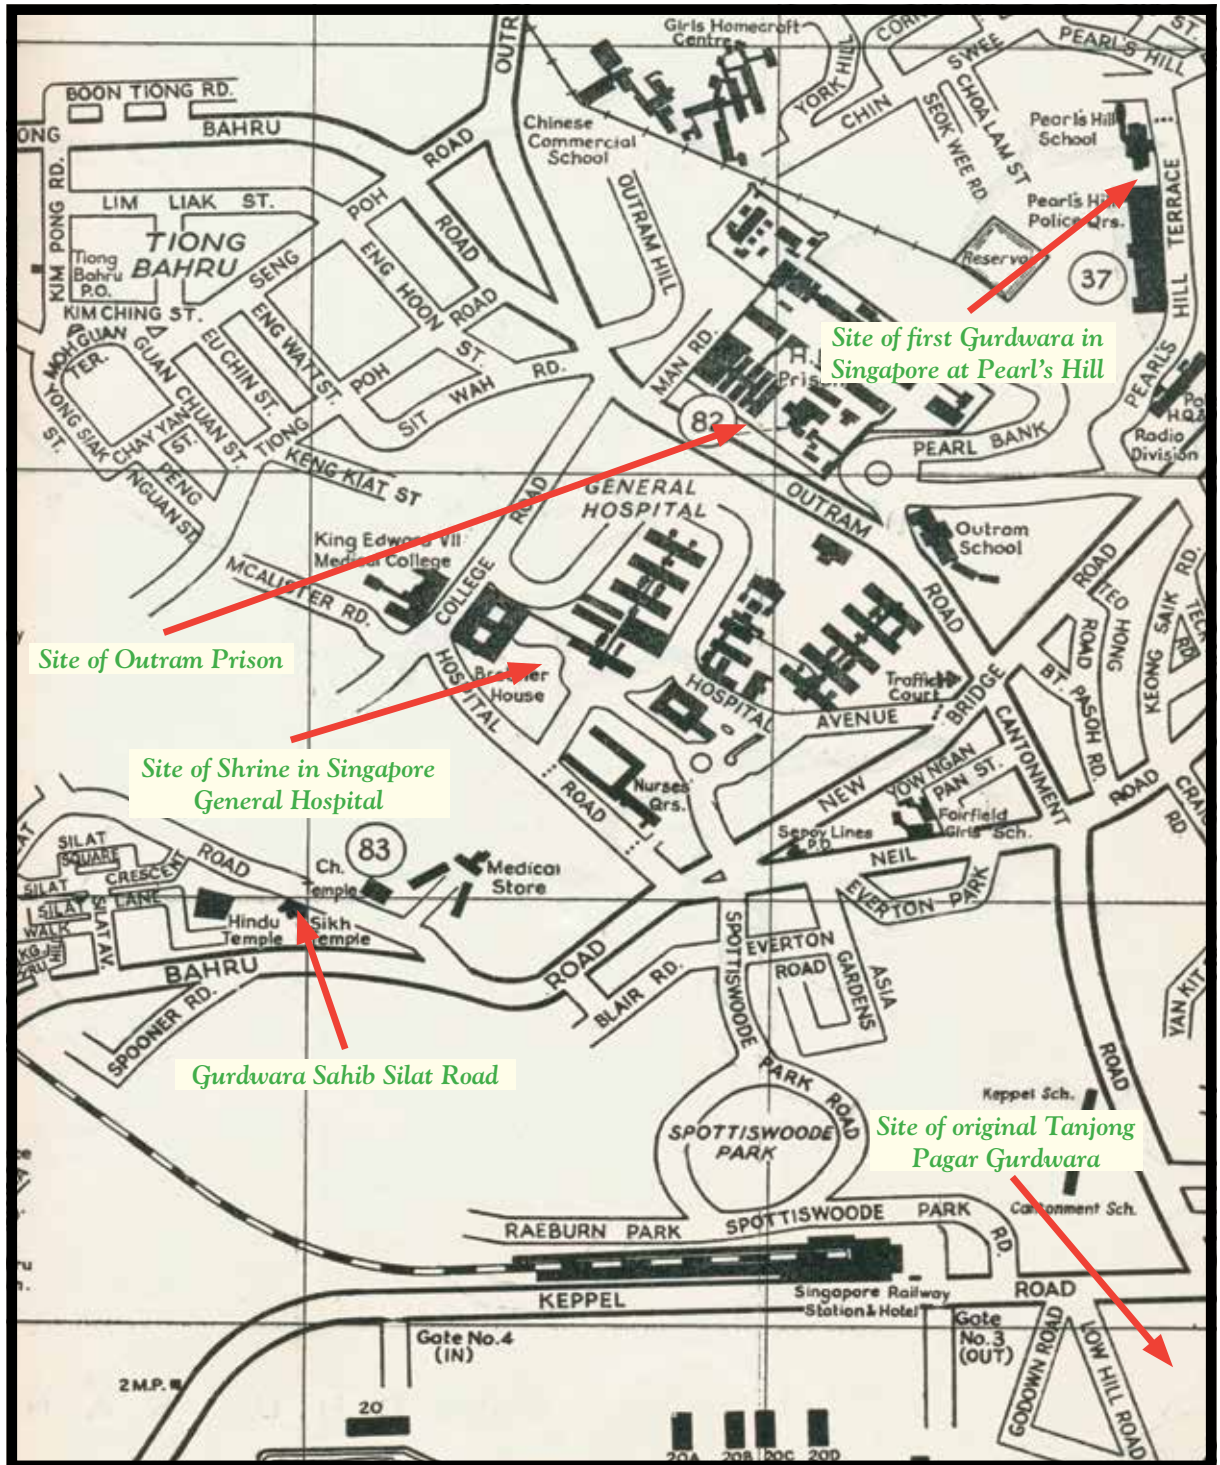 Girls Homecraft
Centre
OUTR
YORK HILL
CHIN
SWEE
PEARL'S HILL
ST.
CHOA LAM ST
SEOK WEE RD
Pearl's Hill
School
Pearl's Hill
Police Qrs.
HILL TERRACE
PEARL'S
37
Reservoi
BOON TIONG RD.
ONG
BAHRU
ROAD
Chinese
Commercial
School
OUTRAM HILL
KIM PONG RD.
LIM LIAK ST.
TIONG
BAHRU
Tiong
Bahru
P.O.
KIM CHING ST.
SENG
POH
ROAD
ENG HOON
ST.
ROAD
MOH GUAN
TER.
GUAN CHUAN ST.
EU CHIN ST.
ENG WATT ST.
POH
SIT WAH RD.
YONG SIAK
ST.
CHAY YAN
ST.
PENG
NGUAN ST.
TIONG
KENG KIAT ST
MAN RD.
H.
82
Site of first Gurdwara in
Singapore at Pearl's Hill
PEARL BANK
H.Q.
Radio
Division
GENERAL
HOSPITAL
OUTRAM
ROAD
Outram
School
King Edward VII
Medical College
MCALISTER RD.
COLLEGE
ROAD
Site of Outram Prison
House
HOSPITAL
ROAD
HOSPITAL
AVENUE
Traffic
Court
NEW
BRIDGE
ROAD
TEO HONG
ROAD
KEONG SAIK RD.
TECK
RD
BT. PASOH RD.
CANTONMENT
ROAD
CRAIG
RD
Site of Shrine in Singapore
General Hospital
Nurses'
Qrs.
YOW NGAN
PAN ST.
Fairfield
Girls' Sch.
Sepoy Lines
P.O.
NEIL
EVERTON PARK
SILAT
SQUARE
ROAD
CRESCENT
SILAT
LANE
SILAT
WALK
SILAT AV.
HILL
83
Ch.
Temple
Medical
Store
Hindu
Temple
Sikh
Temple
BAHRU
ROAD
SPOONER RD.
BLAIR RD.
EVERTON
ROAD
ASIA
GARDENS
SPOTTISWOODE
PARK
ROAD
YAN KIT
ROAD
Gurdwara Sahib Silat Road
Keppel Sch.
Site of original Tanjong
Pagar Gurdwara
SPOTTISWOODE
PARK
Cantonment Sch.
RAEBURN PARK
SPOTTISWOODE PARK
RD.
KEPPEL
ROAD
Singapore Railway
Station & Hotel
Gate No.4
(IN)
Gate
No.3
(OUT)
GODOWN ROAD
LOW HILL ROAD
2 M.P.
20
20A
20B
20C
20D